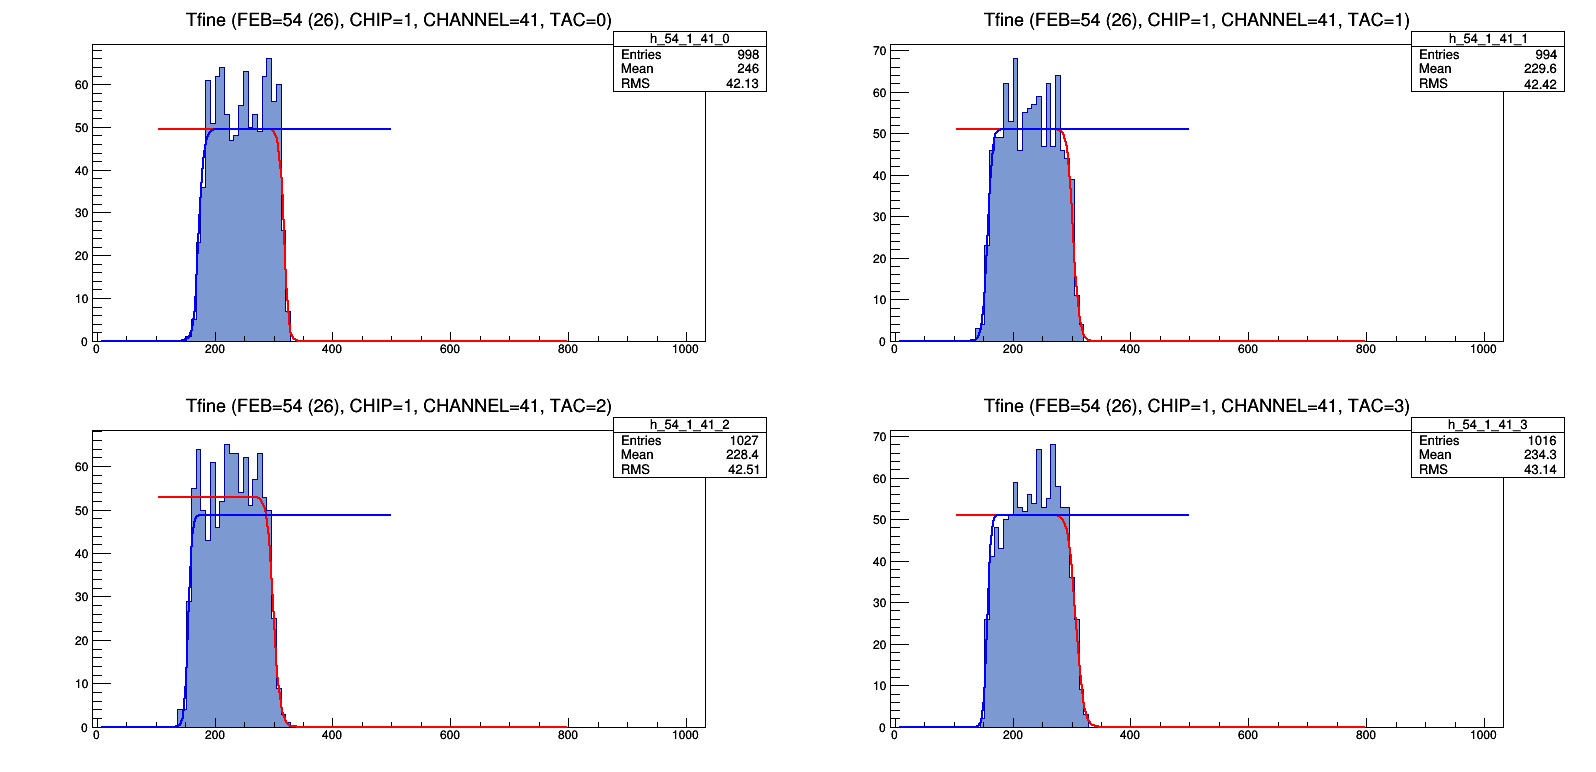 Tfine (FEB=54 (26), CHIP=1, CHANNEL=41, TAC=0)
h_54_1_41_0
Entries 998
Mean 246
RMS 42.13
60
50
40
30
20
10
0
0 200 400 600 800 1000
Tfine (FEB=54 (26), CHIP=1, CHANNEL=41, TAC=1)
h_54_1_41_1
Entries 994
Mean 229.6
RMS 42.42
70
60
50
40
30
20
10
0
0 200 400 600 800 1000
Tfine (FEB=54 (26), CHIP=1, CHANNEL=41, TAC=2)
h_54_1_41_2
Entries 1027
Mean 228.4
RMS 42.51
60
50
40
30
20
10
0
0 200 400 600 800 1000
Tfine (FEB=54 (26), CHIP=1, CHANNEL=41, TAC=3)
h_54_1_41_3
Entries 1016
Mean 234.3
RMS 43.14
70
60
50
40
30
20
10
0
0 200 400 600 800 1000